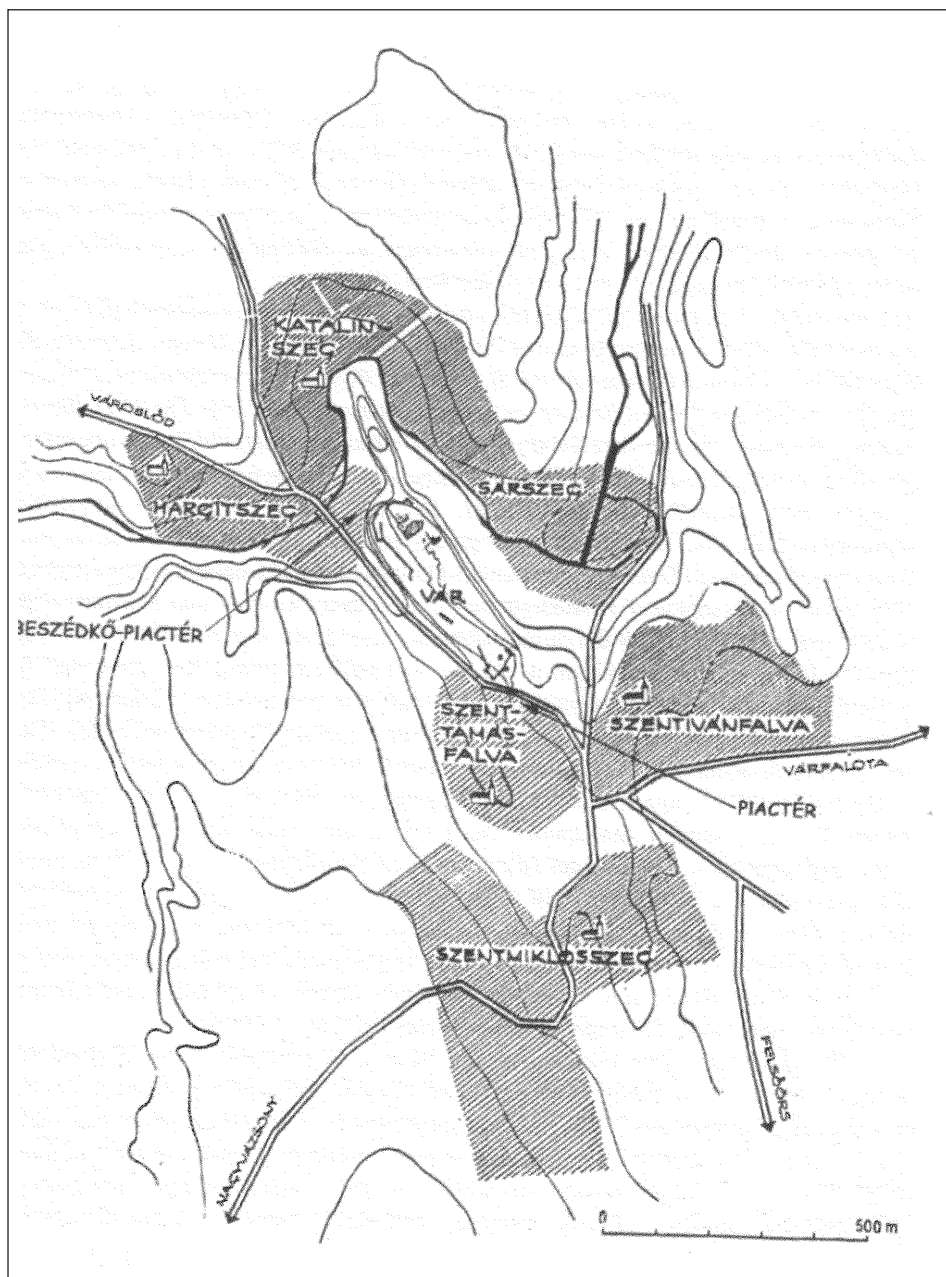 KATALIN
SZEG
VÁROSLŐD
HARGITSZEG
SÁRSZEG
VÁR
BESZÉDKŐ-PIACTÉR
SZENT-
TAMÁS-
FALVA
SZENTIVÁNFALVA
VÁRPALOTA
PIACTÉR
SZENTMIKLÓSSZEG
FELSŐÖRS
NAGYVÁZSONY
0
500 m